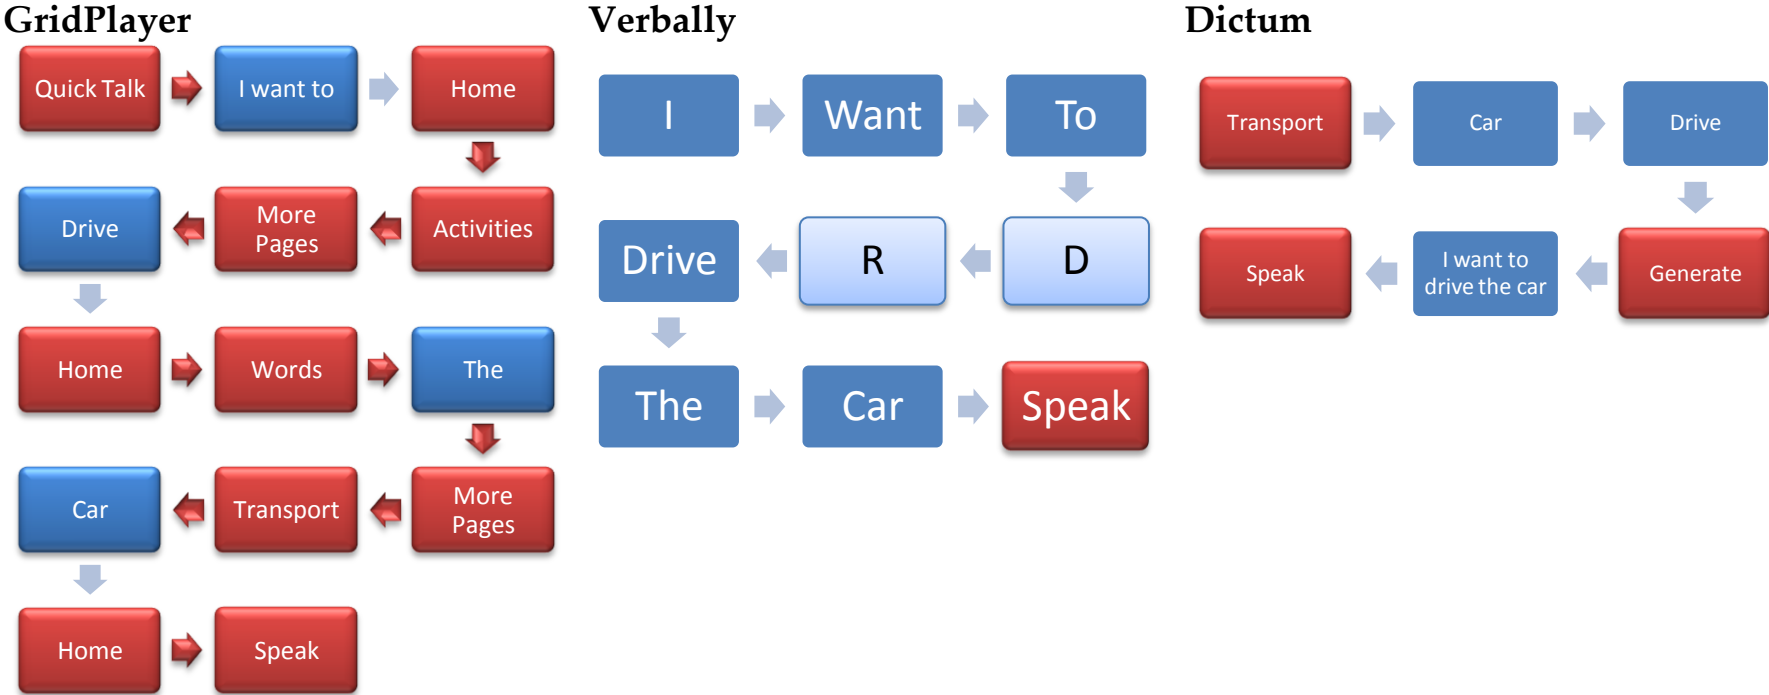 GridPlayer
Quick Talk
I want to
Home
Activities
More
Pages
Drive
Home
Words
The
More
Pages
Transport
Car
Home
Speak
Verbally
I
Want
To
D
R
Drive
The
Car
Speak
Dictum
Transport
Car
Drive
Generate
I want to
drive the car
Speak